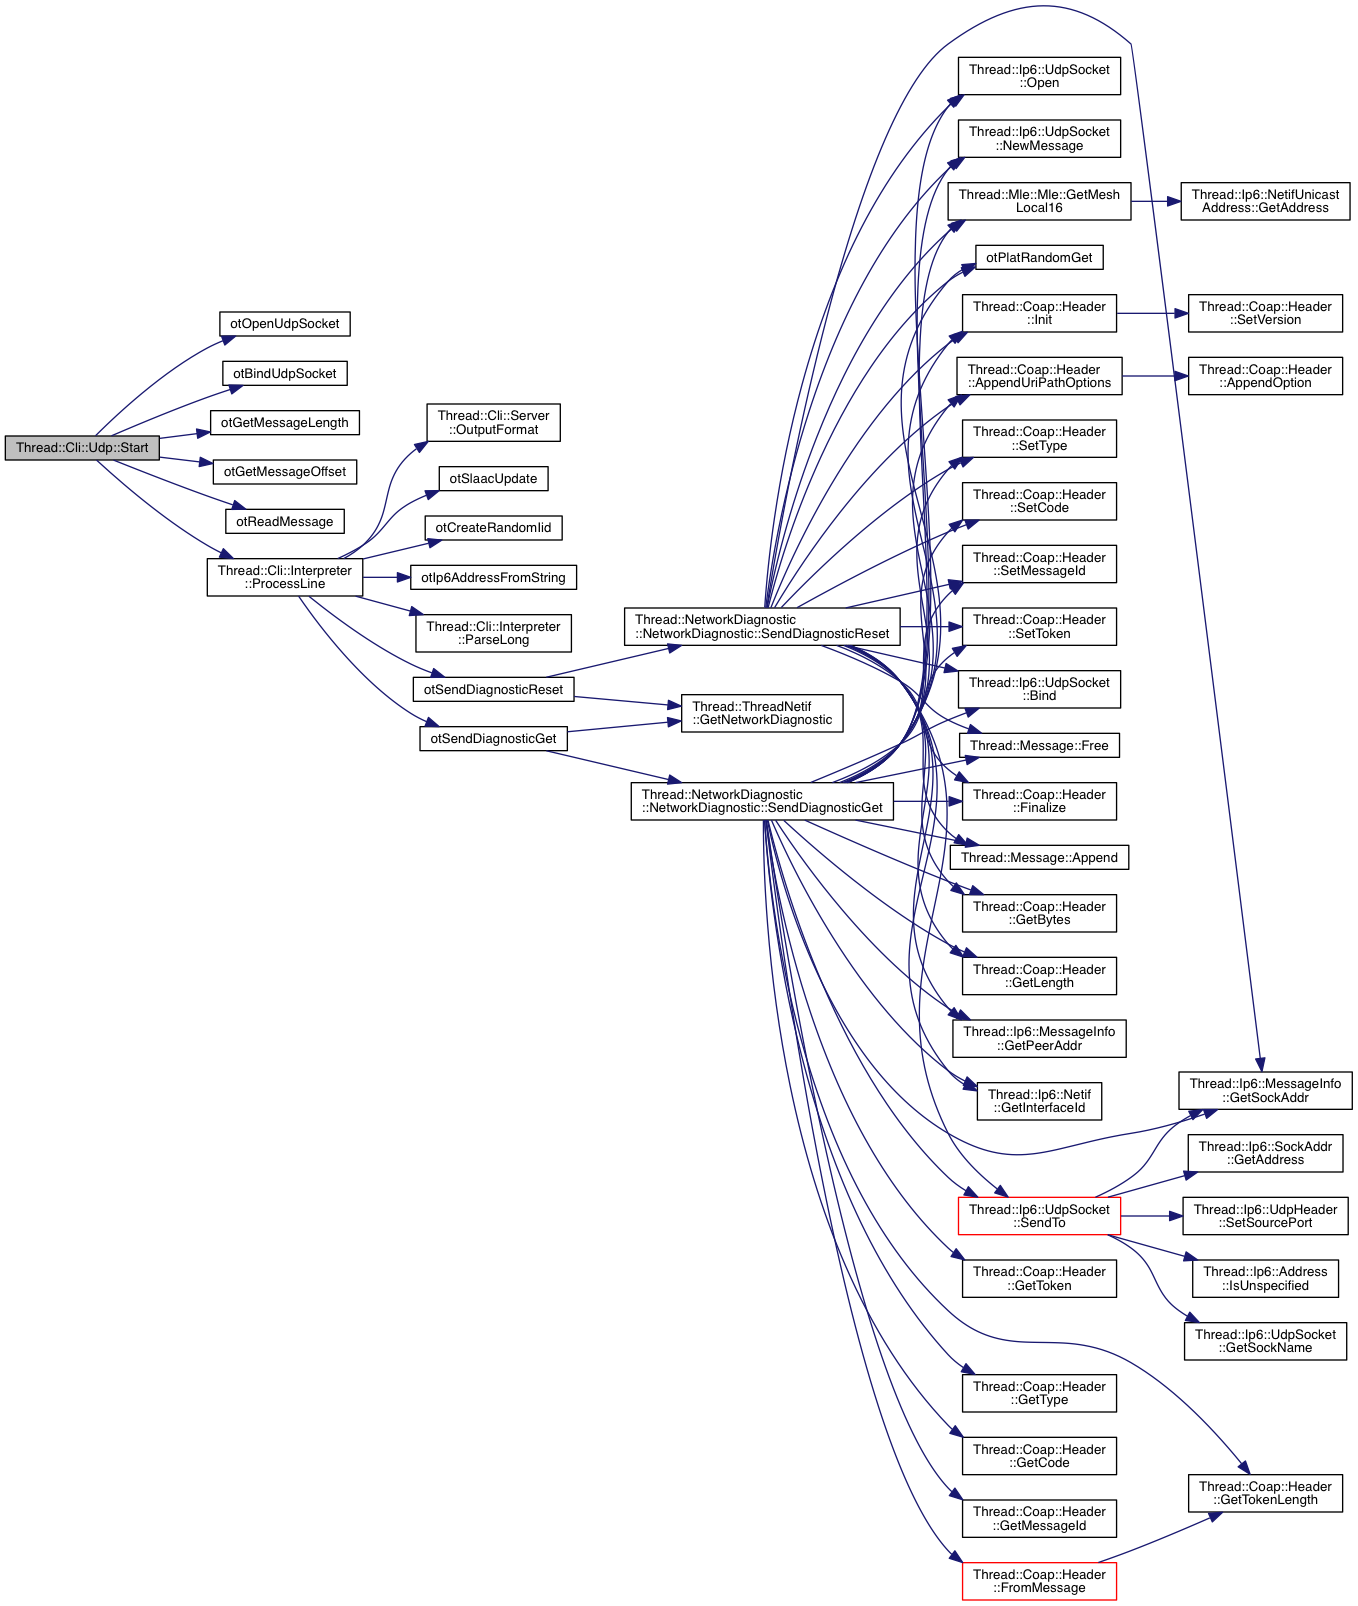 Thread::Cli::Udp::Start
otOpenUdpSocket
otBindUdpSocket
otGetMessageLength
otGetMessageOffset
otReadMessage
Thread::Cli::Interpreter
::ProcessLine
Thread::Cli::Server
::OutputFormat
otSlaacUpdate
otCreateRandomIid
otIp6AddressFromString
Thread::Cli::Interpreter
::ParseLong
otSendDiagnosticReset
otSendDiagnosticGet
Thread::NetworkDiagnostic
::NetworkDiagnostic::SendDiagnosticReset
Thread::ThreadNetif
::GetNetworkDiagnostic
Thread::NetworkDiagnostic
::NetworkDiagnostic::SendDiagnosticGet
Thread::Ip6::UdpSocket
::Open
Thread::Ip6::UdpSocket
::NewMessage
Thread::Mle::Mle::GetMesh
Local16
otPlatRandomGet
Thread::Coap::Header
::Init
Thread::Coap::Header
::AppendUriPathOptions
Thread::Coap::Header
::SetType
Thread::Coap::Header
::SetCode
Thread::Coap::Header
::SetMessageId
Thread::Coap::Header
::SetToken
Thread::Ip6::UdpSocket
::Bind
Thread::Message::Free
Thread::Coap::Header
::Finalize
Thread::Message::Append
Thread::Coap::Header
::GetBytes
Thread::Coap::Header
::GetLength
Thread::Ip6::MessageInfo
::GetPeerAddr
Thread::Ip6::Netif
::GetInterfaceId
Thread::Ip6::UdpSocket
::SendTo
Thread::Coap::Header
::GetToken
Thread::Coap::Header
::GetType
Thread::Coap::Header
::GetCode
Thread::Coap::Header
::GetMessageId
Thread::Coap::Header
::FromMessage
Thread::Ip6::NetifUnicast
Address::GetAddress
Thread::Coap::Header
::SetVersion
Thread::Coap::Header
::AppendOption
Thread::Ip6::MessageInfo
::GetSockAddr
Thread::Ip6::SockAddr
::GetAddress
Thread::Ip6::UdpHeader
::SetSourcePort
Thread::Ip6::Address
::IsUnspecified
Thread::Ip6::UdpSocket
::GetSockName
Thread::Coap::Header
::GetTokenLength